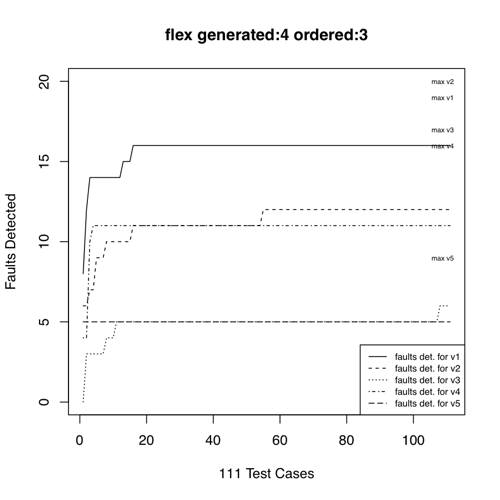 flex generated:4 ordered:3
20
15
10
5
0
Faults Detected
max v2
max v1
max v3
max v4
max v5
faults det. for v1
faults det. for v2
faults det. for v3
faults det. for v4
faults det. for v5
0 20 40 60 80 100
111 Test Cases